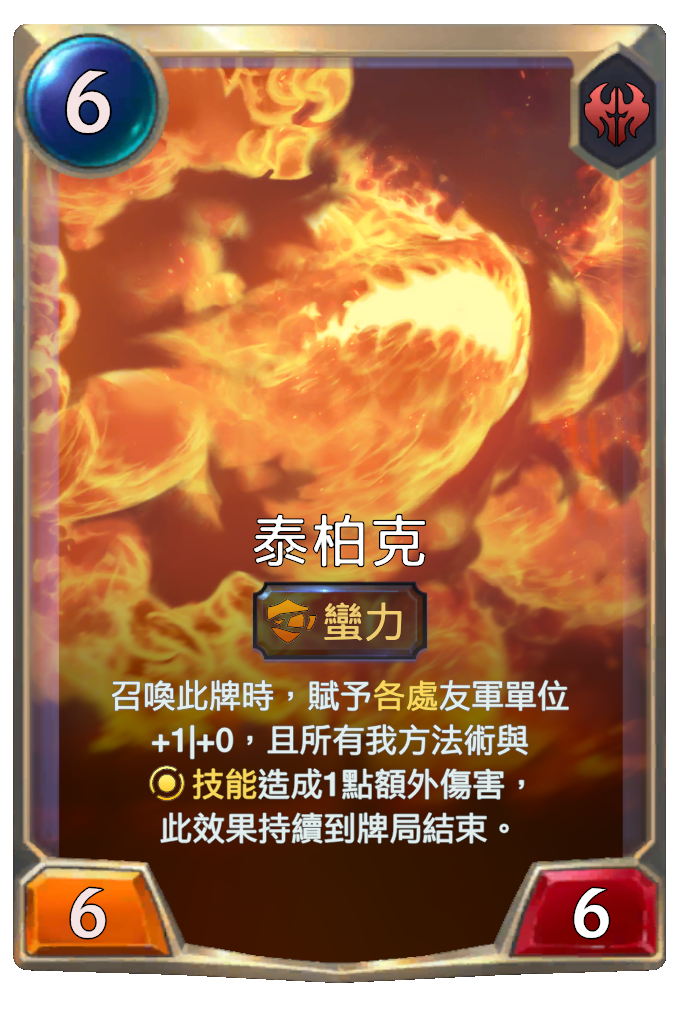 6
泰柏克
蠻力
召喚此牌時，賦予各處友軍單位
+1|+0，且所有我方法術與
技能造成1點額外傷害，
此效果持續到牌局結束。
6
6